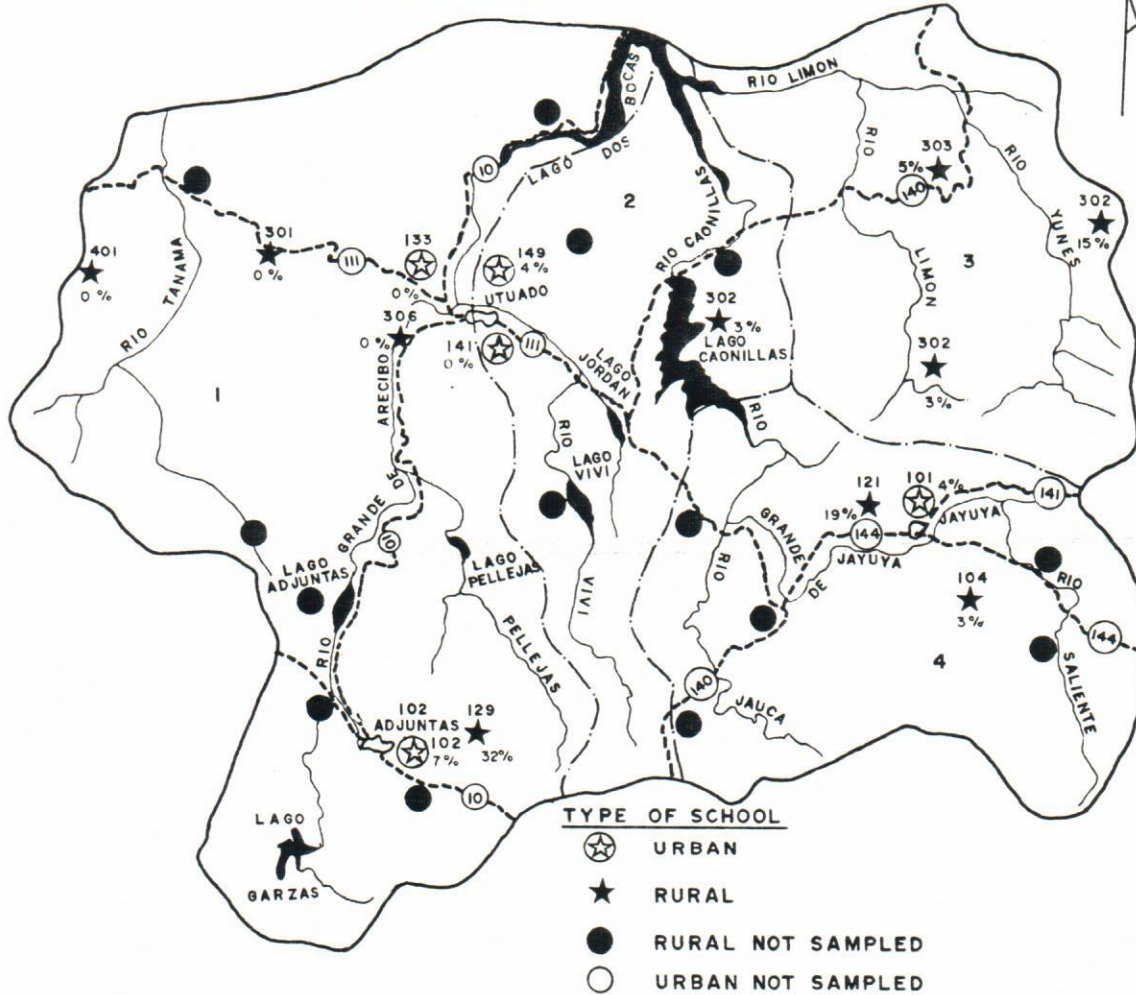 BOCAS
RIO LIMON
RIO
303
5%
140
RIO
YUNES
302
15%
10
LAGO DOS
2
RIO CAONILLAS
LIMON
3
401
0%
RIO TANAMA
301
0%
111
133
0%
149
4%
UTUADO
306
0%
141
0%
111
LAGO
JORDAN
302
3%
LAGO
CAONILLAS
302
3%
1
ARECIBO
RIO
RIO
LAGO
VIVI
121
19%
101
4%
141
JAYUYA
144
JAYUYA
GRANDE
DE
LAGO
ADJUNTAS
GRANDE DE
10
LAGO
PELLEJAS
RIO
VIVI
RIO
104
3%
RIO
SALIENTE
144
4
PELLEJAS
140
JAUCA
102
ADJUNTAS
102
7%
129
32%
10
LAGO
GARZAS
TYPE OF SCHOOL
URBAN
RURAL
RURAL NOT SAMPLED
URBAN NOT SAMPLED